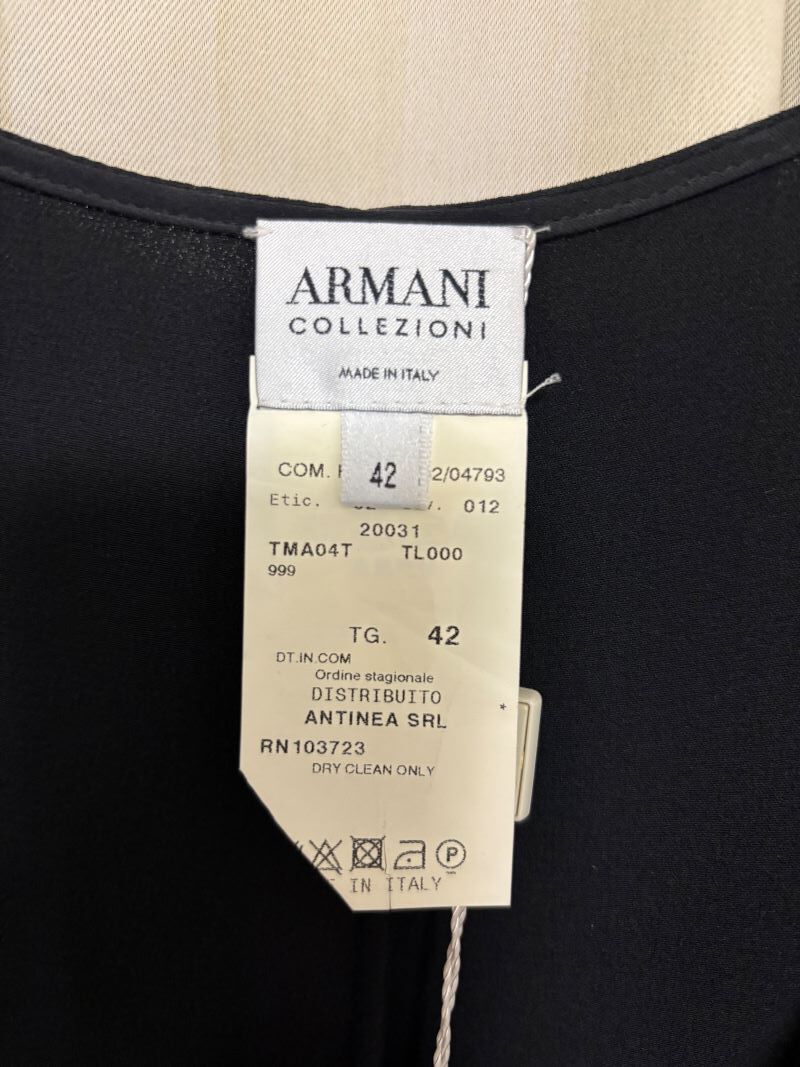 ARMANI
COLLEZIONI
MADE IN ITALY
42
COM. 2/04793
Etic. 012
20031
TMA04T TL000
999
TG. 42
DT.IN.COM
Ordine stagionale
DISTRIBUITO
*
ANTINEA SRL
RN103723
DRY CLEAN ONLY
P
IN ITALY